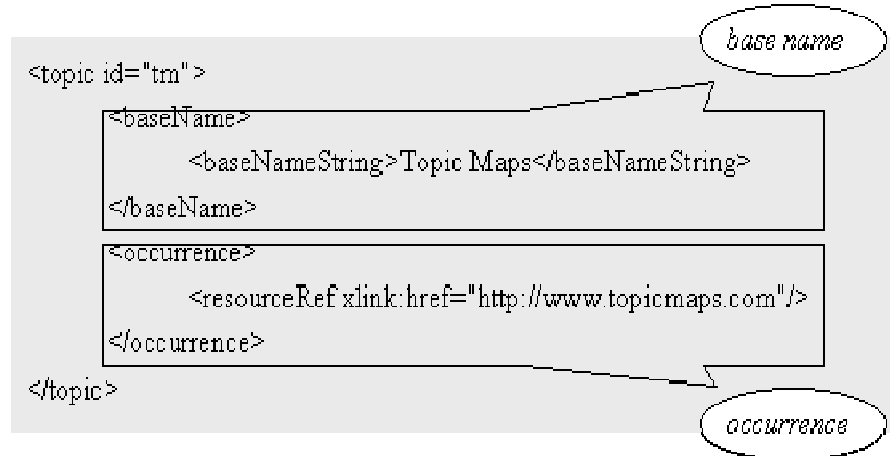 base name
<topic id="tm">
<baseName>
<baseNameString>Topic Maps</baseNameString>
</baseName>
<occurrence>
<resourceRef xlink:href="http://www.topicmaps.com"/>
</occurrence>
</topic>
occurrence